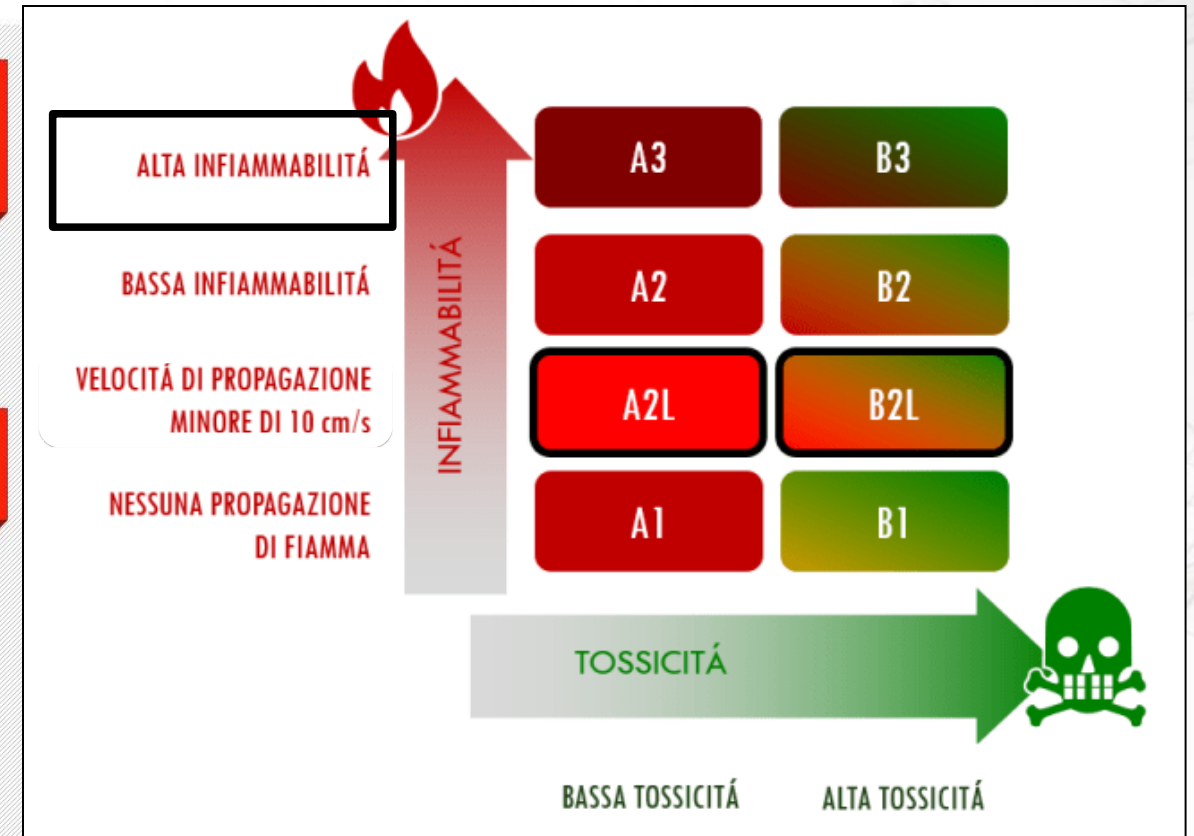 ALTA INFIAMMABILITÁ
A3
B3
BASSA INFIAMMABILITÁ
A2
B2
VELOCITÁ DI PROPAGAZIONE
MINORE DI 10 cm/s
A2L
B2L
NESSUNA PROPAGAZIONE
DI FIAMMA
A1
B1
INFIAMMABILITÁ
TOSSICITÁ
BASSA TOSSICITÁ
ALTA TOSSICITÁ